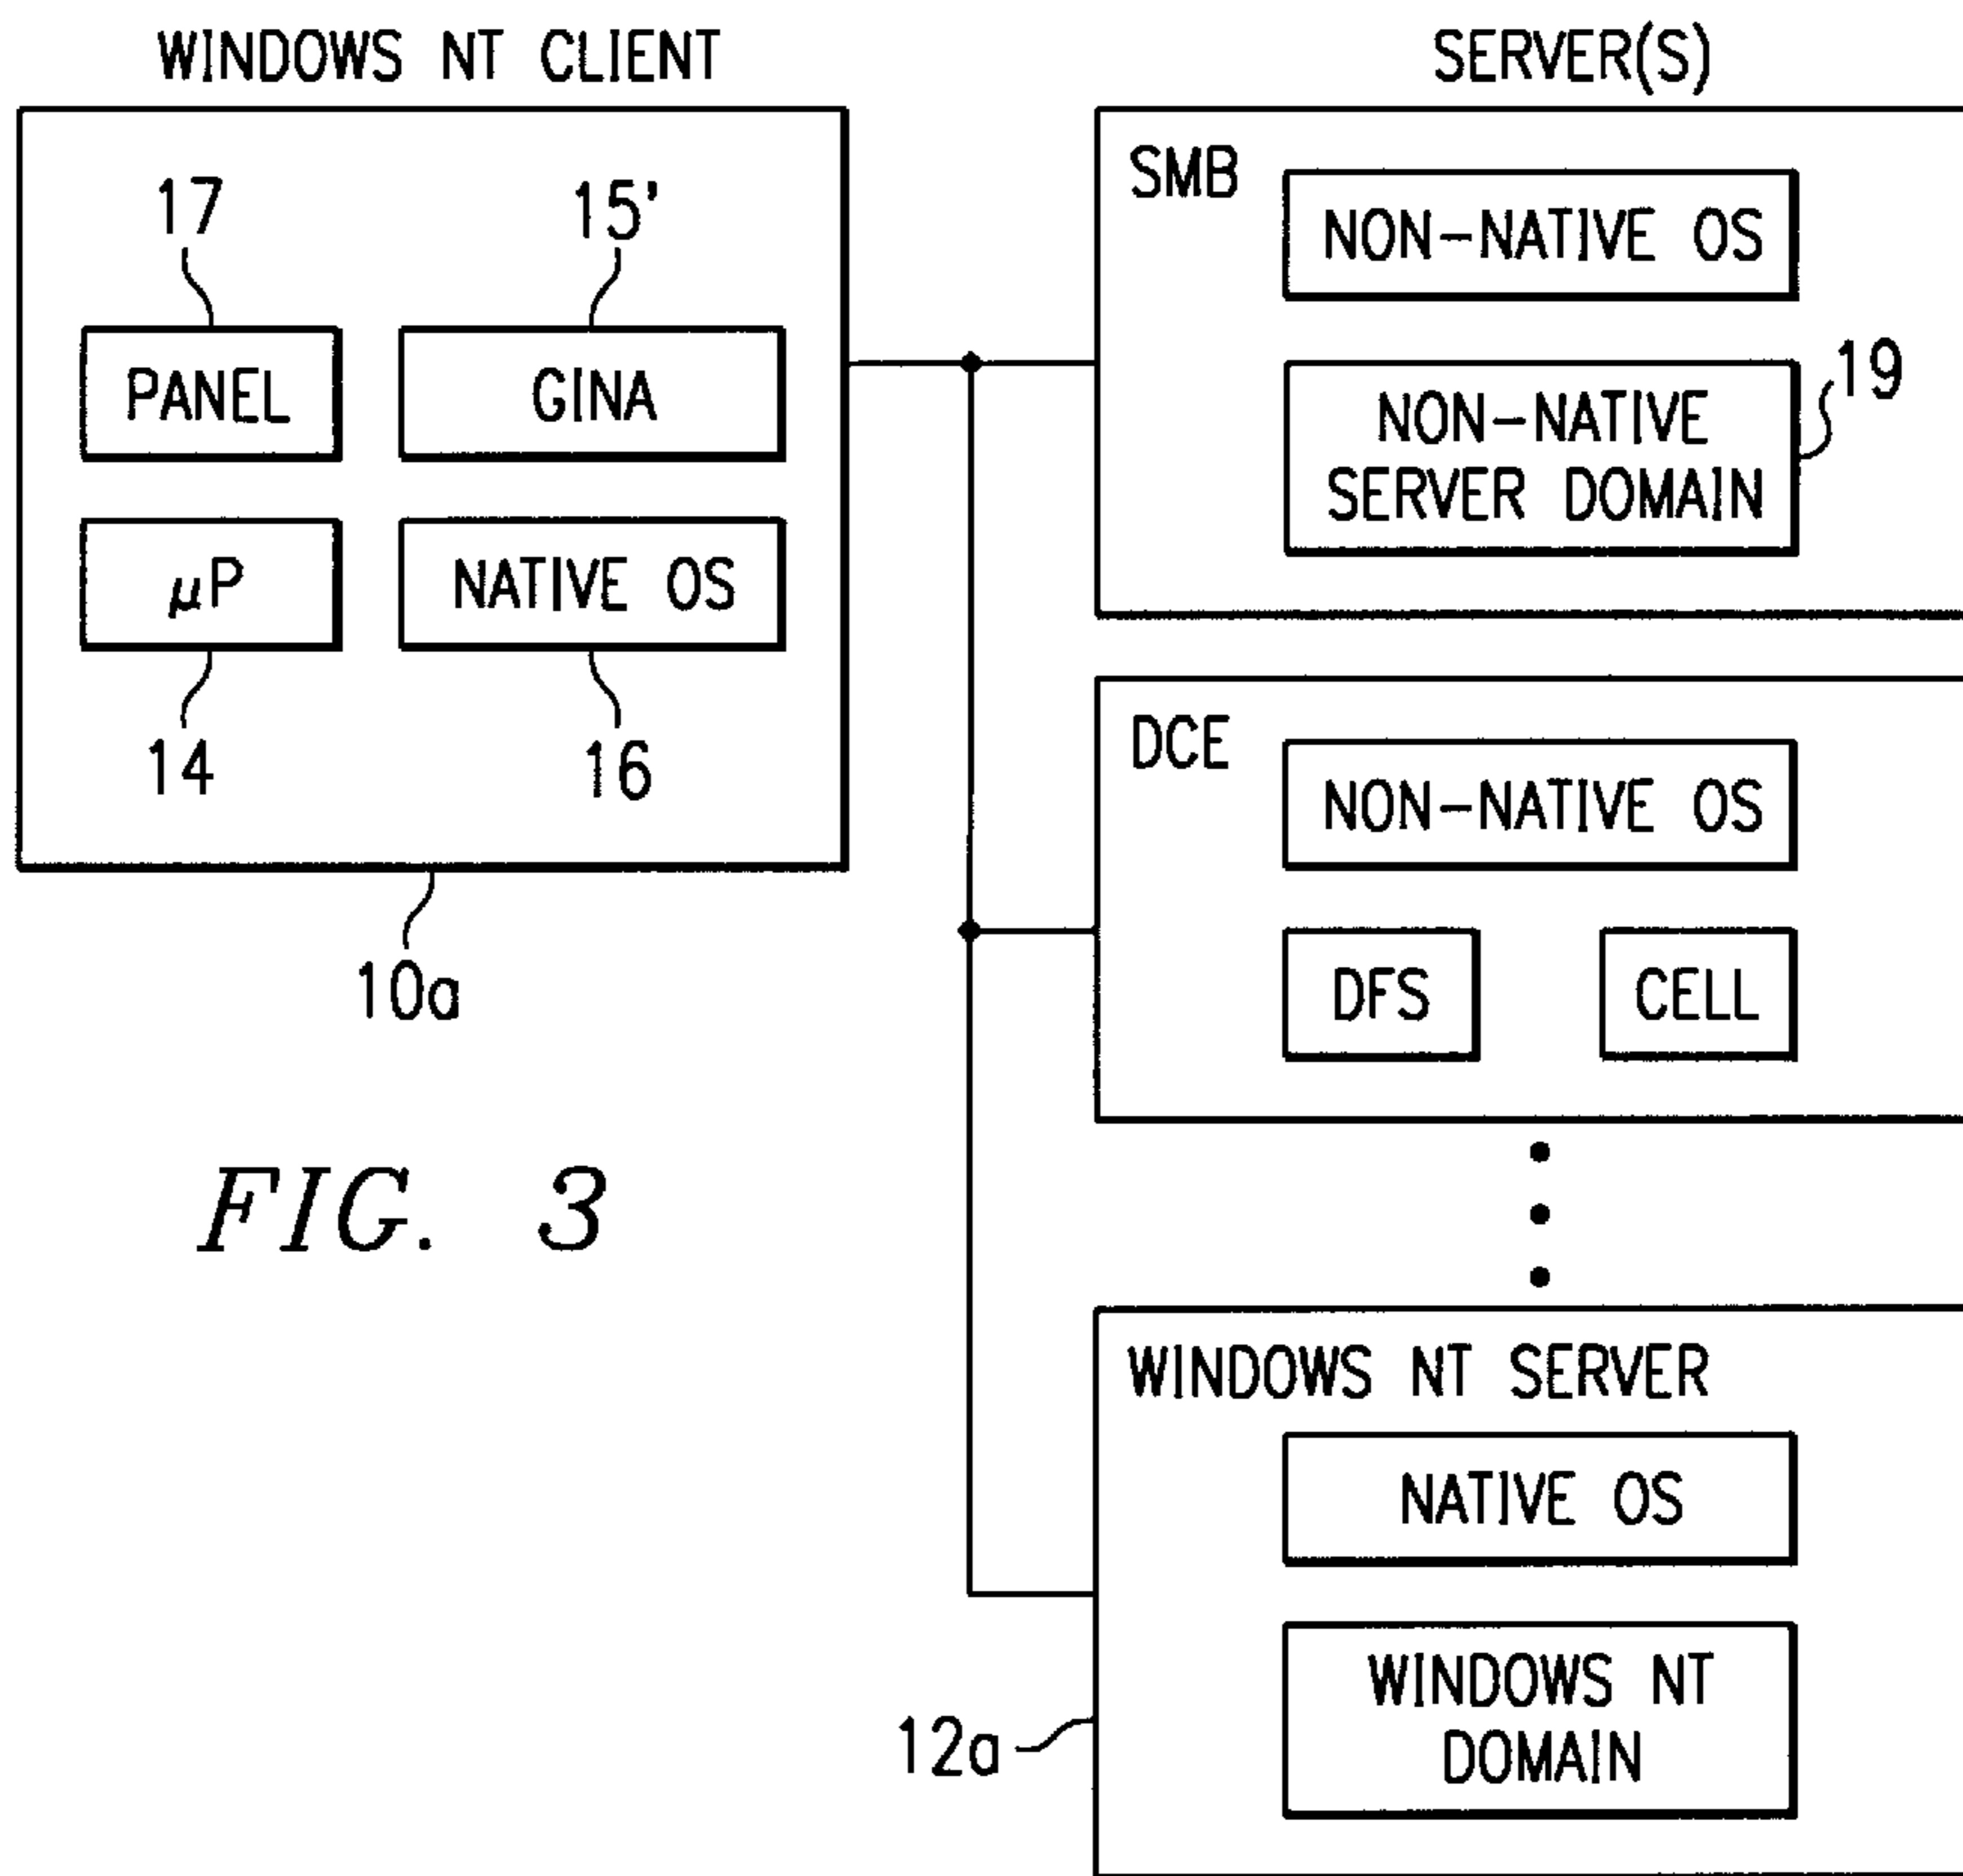 WINDOWS NT CLIENT
17
15'
PANEL
GINA
µP
NATIVE OS
14
16
10a
FIG. 3
SERVER(S)
SMB
NON-NATIVE OS
NON-NATIVE
SERVER DOMAIN
19
DCE
NON-NATIVE OS
DFS
CELL
WINDOWS NT SERVER
NATIVE OS
WINDOWS NT
DOMAIN
12a